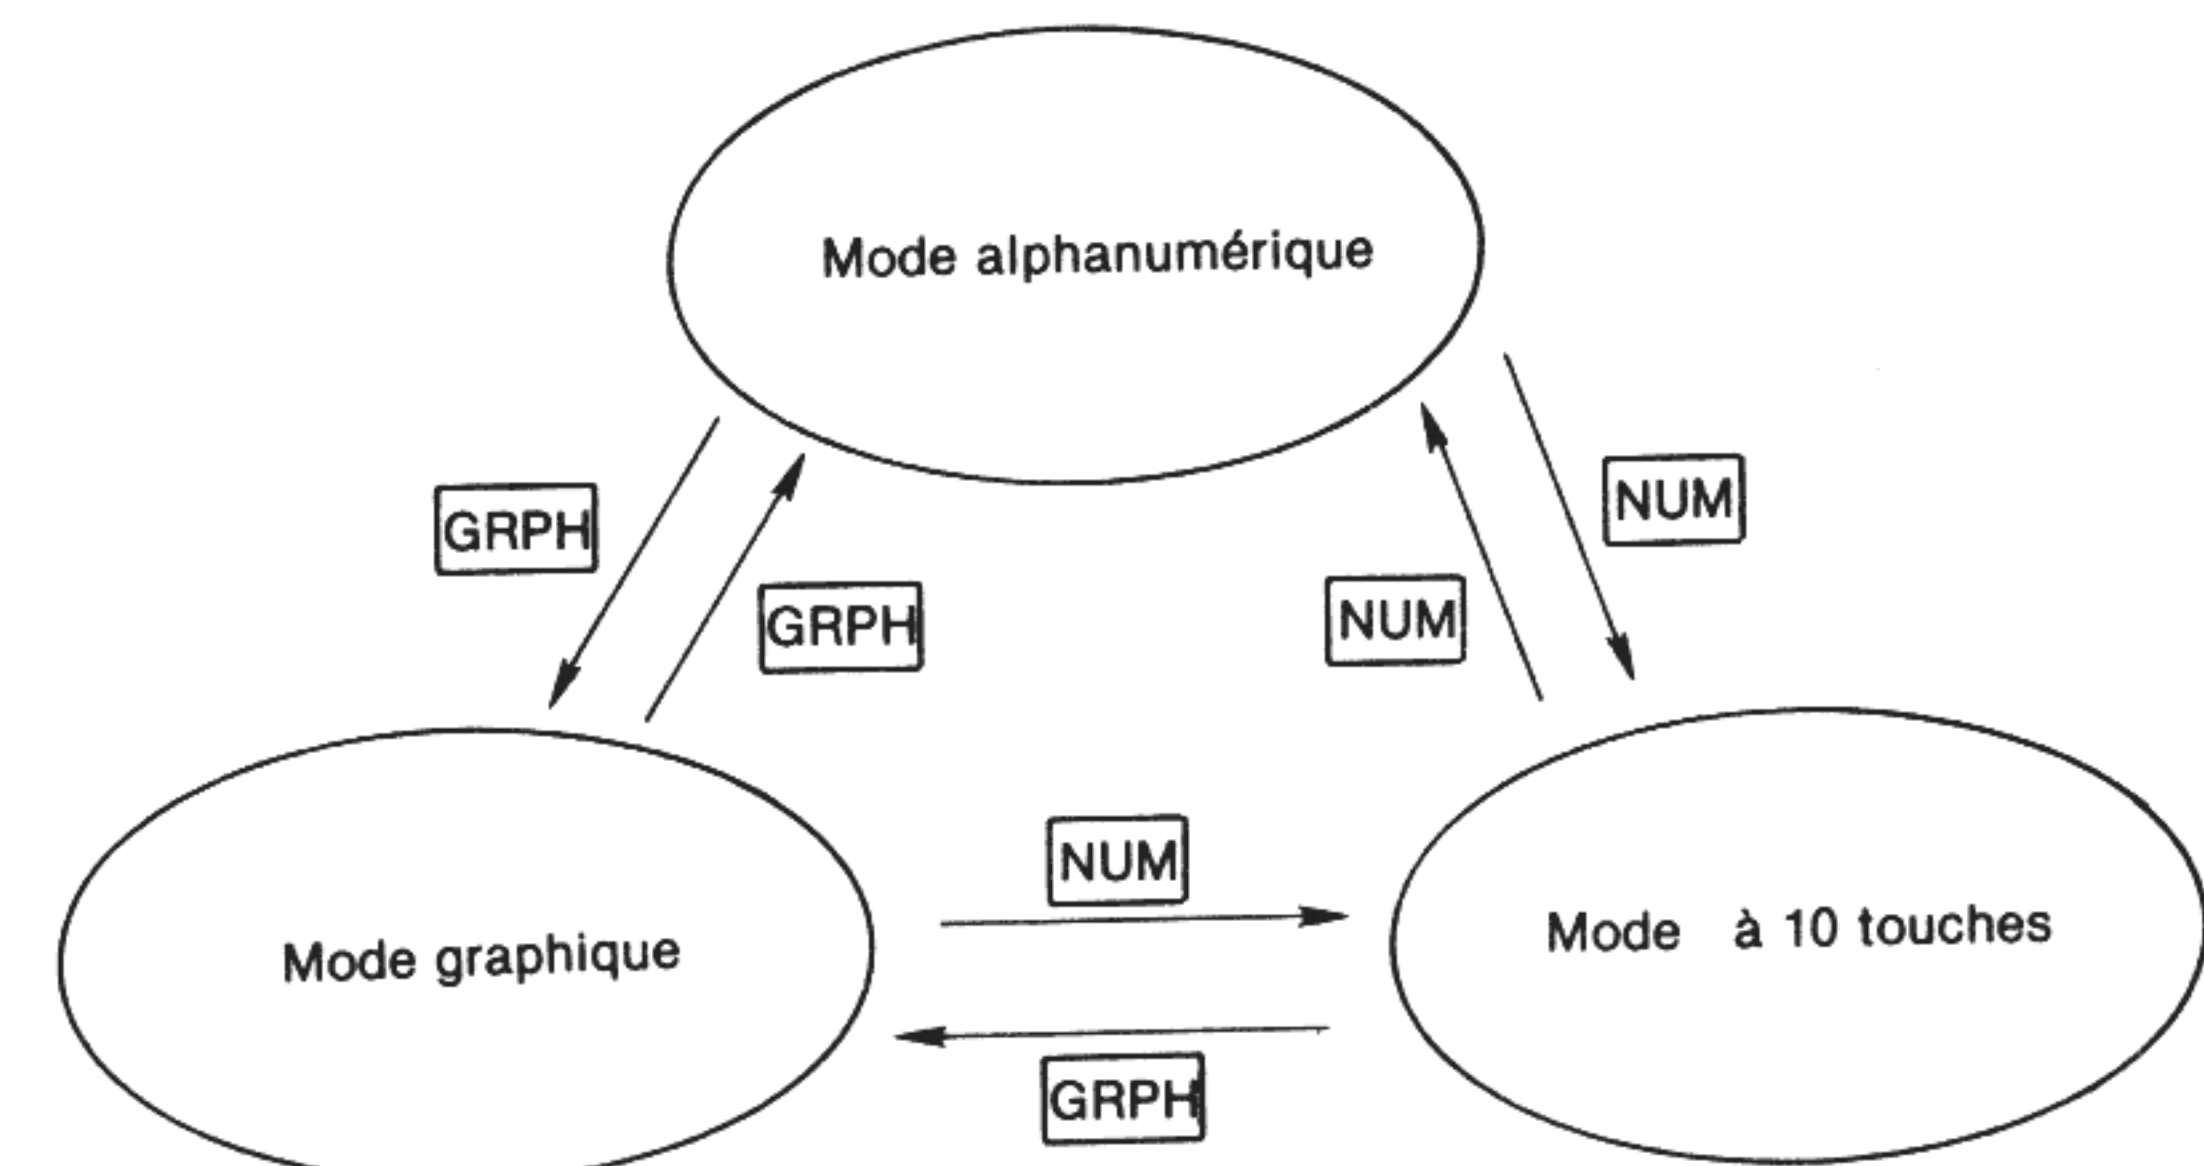 Mode alphanumérique
GRPH
NUM
GRPH
NUM
NUM
Mode graphique
Mode à 10 touches
GRPH